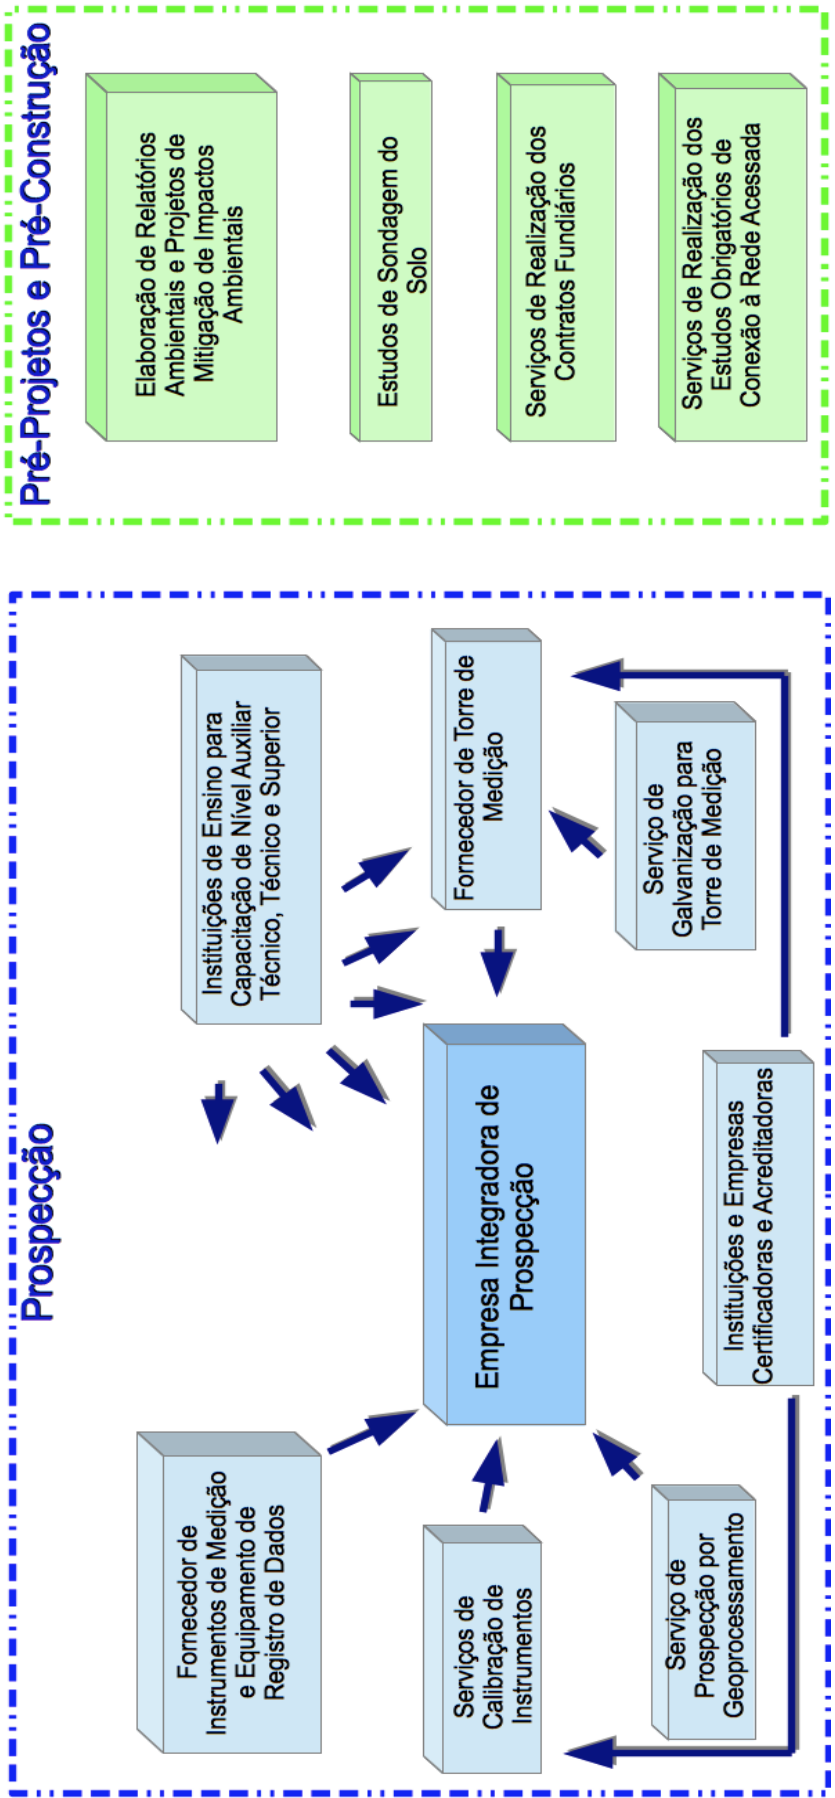 Prospecção
Fornecedor de
Instrumentos de Medição
e Equipamento de
Registro de Dados
Instituições de Ensino para
Capacitação de Nível Auxiliar
Técnico, Técnico e Superior
Serviços de
Calibração de
Instrumentos
Empresa Integradora de
Prospecção
Fornecedor de Torre de
Medição
Serviço de
Prospecção por
Geoprocessamento
Instituições e Empresas
Certificadoras e Acreditadoras
Serviço de
Galvanização para
Torre de Medição
Pré-Projetos e Pré-Construção
Elaboração de Relatórios
Ambientais e Projetos de
Mitigação de Impactos
Ambientais
Estudos de Sondagem do
Solo
Serviços de Realização dos
Contratos Fundiários
Serviços de Realização dos
Estudos Obrigatórios de
Conexão à Rede Acessada